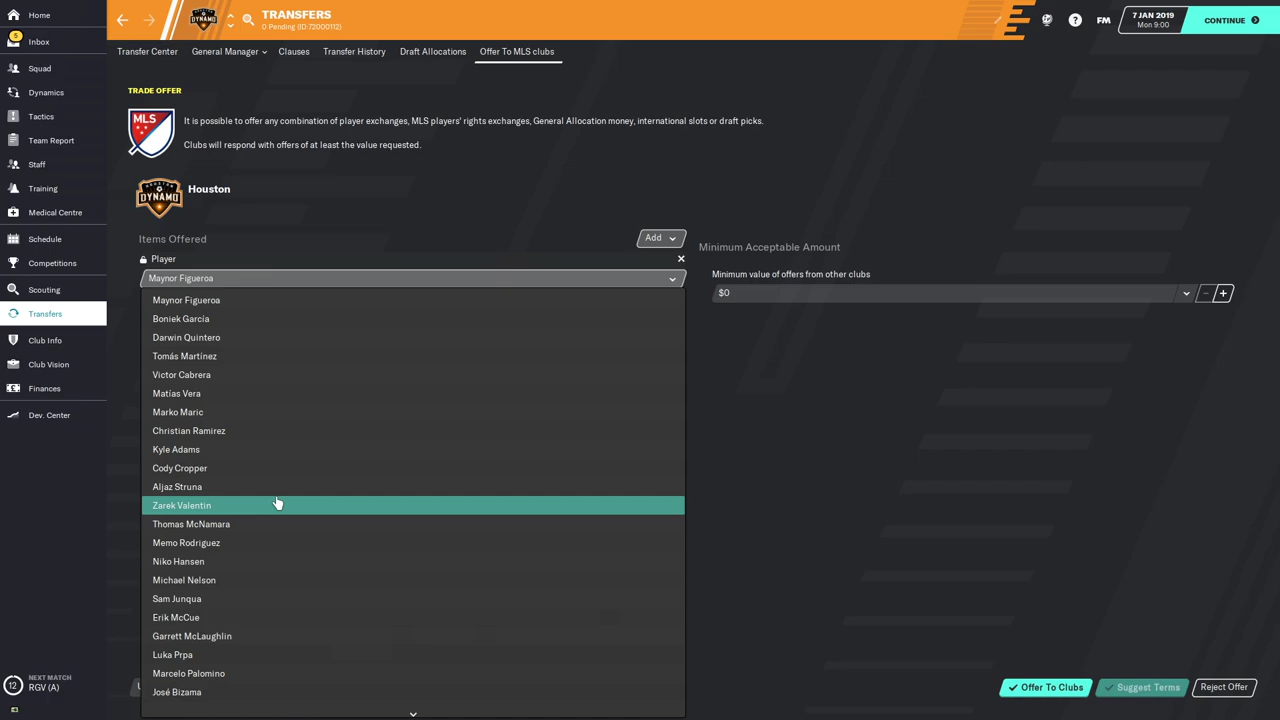 Home
5
Inbox
Squad
Dynamics
Tactics
Team Report
Staff
Training
Medical Centre
Schedule
Competitions
Scouting
Transfers
Club Info
Club Vision
Finances
Dev. Center
12
NEXT MATCH
RGV (A)
DYNAMO
TRANSFERS
0 Pending (ID:72000112)
?
FM
7 JAN 2019
Mon 9:00
CONTINUE
Transfer Center
General Manager
Clauses
Transfer History
Draft Allocations
Offer To MLS clubs
TRADE OFFER
MLS
It is possible to offer any combination of player exchanges, MLS players' rights exchanges, General Allocation money, international slots or draft picks.
Clubs will respond with offers of at least the value requested.
HOUSTON
DYNAMO
Houston
Items Offered
Add
Player
Maynor Figueroa
Maynor Figueroa
Boniek García
Darwin Quintero
Tomás Martínez
Victor Cabrera
Matías Vera
Marko Maric
Christian Ramirez
Kyle Adams
Cody Cropper
Aljaz Struna
Zarek Valentin
Thomas McNamara
Memo Rodriguez
Niko Hansen
Michael Nelson
Sam Junqua
Erik McCue
Garrett McLaughlin
Luka Prpa
Marcelo Palomino
José Bizama
Minimum Acceptable Amount
Minimum value of offers from other clubs
$0
Offer To Clubs
Suggest Terms
Reject Offer